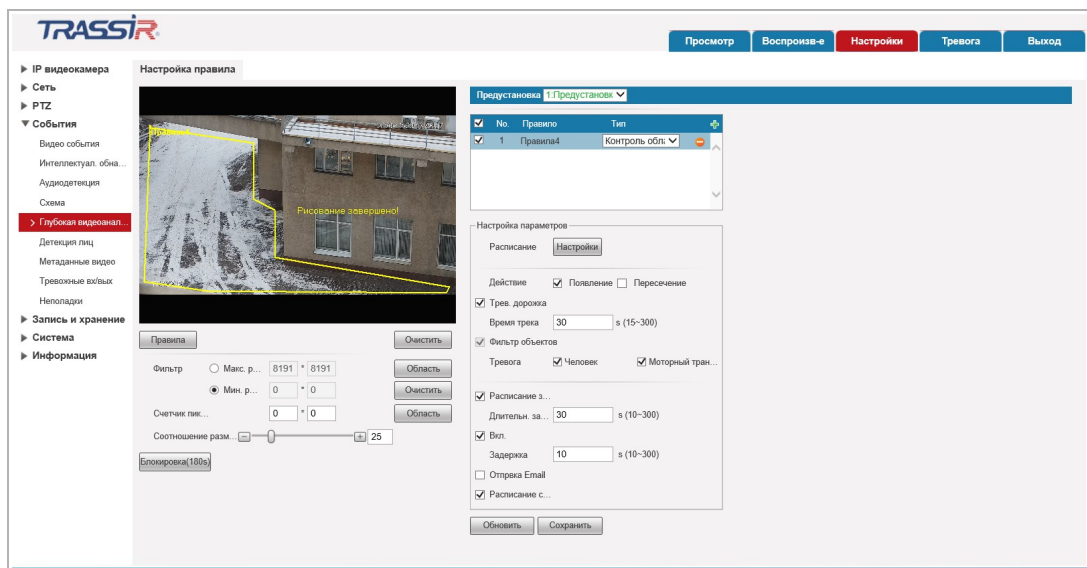 TRASSIR
Просмотр
Воспроизв-е
Настройки
Тревога
Выход
IP видеокамера
Сеть
PTZ
События
Видео события
Интеллектуал. обна...
Аудиодетекция
Схема
Глубокая видеоанал...
Детекция лиц
Метаданные видео
Тревожные вх/вых
Неполадки
Запись и хранение
Система
Информация
Настройка правила
Рисование завершено!
Правила
Очистить
Фильтр
Макс. р...
8191 * 8191
Область
Мин. р...
0 * 0
Очистить
Счетчик пик...
0 * 0
Область
Соотношение разм...
25
Блокировка(180s)
Предустановка 1:Предустановк
No. Правило Тип
1 Правила4 Контроль обла
Настройка параметров
Расписание Настройки
Действие Появление Пересечение
Трев. дорожка
Время трека 30 s (15~300)
Фильтр объектов
Тревога Человек Моторный тран...
Расписание з...
Длительн. за... 30 s (10~300)
Вкл.
Задержка 10 s (10~300)
Отпрвка Email
Расписание с...
Обновить Сохранить